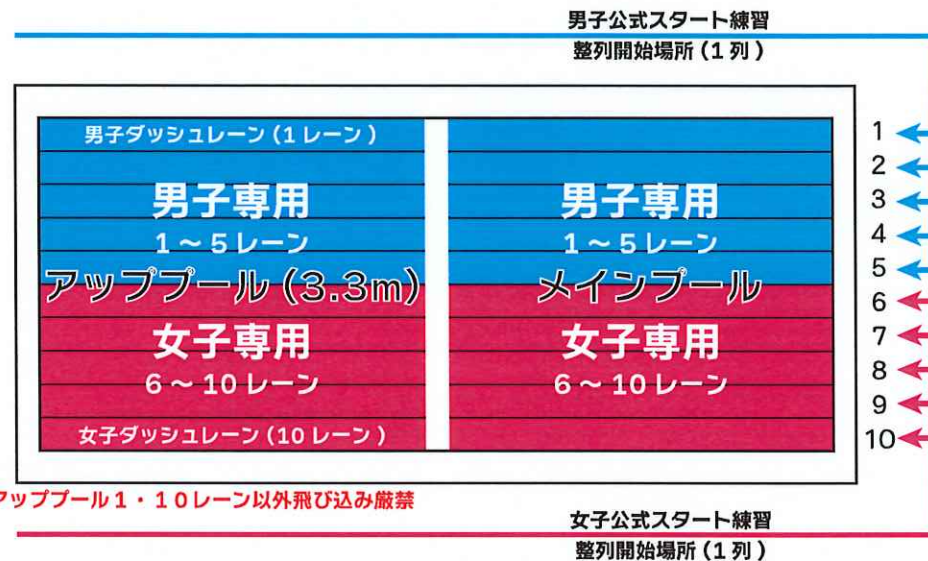 男子公式スタート練習
整列開始場所(1列)
男子ダッシュレーン(1レーン)
男子専用
1～5レーン
アッププール(3.3m)
女子専用
6～10レーン
女子ダッシュレーン(10レーン)
男子専用
1～5レーン
メインプール
女子専用
6～10レーン
1
2
3
4
5
6
7
8
9
10
アッププール1・10レーン以外飛び込み厳禁
女子公式スタート練習
整列開始場所(1列)